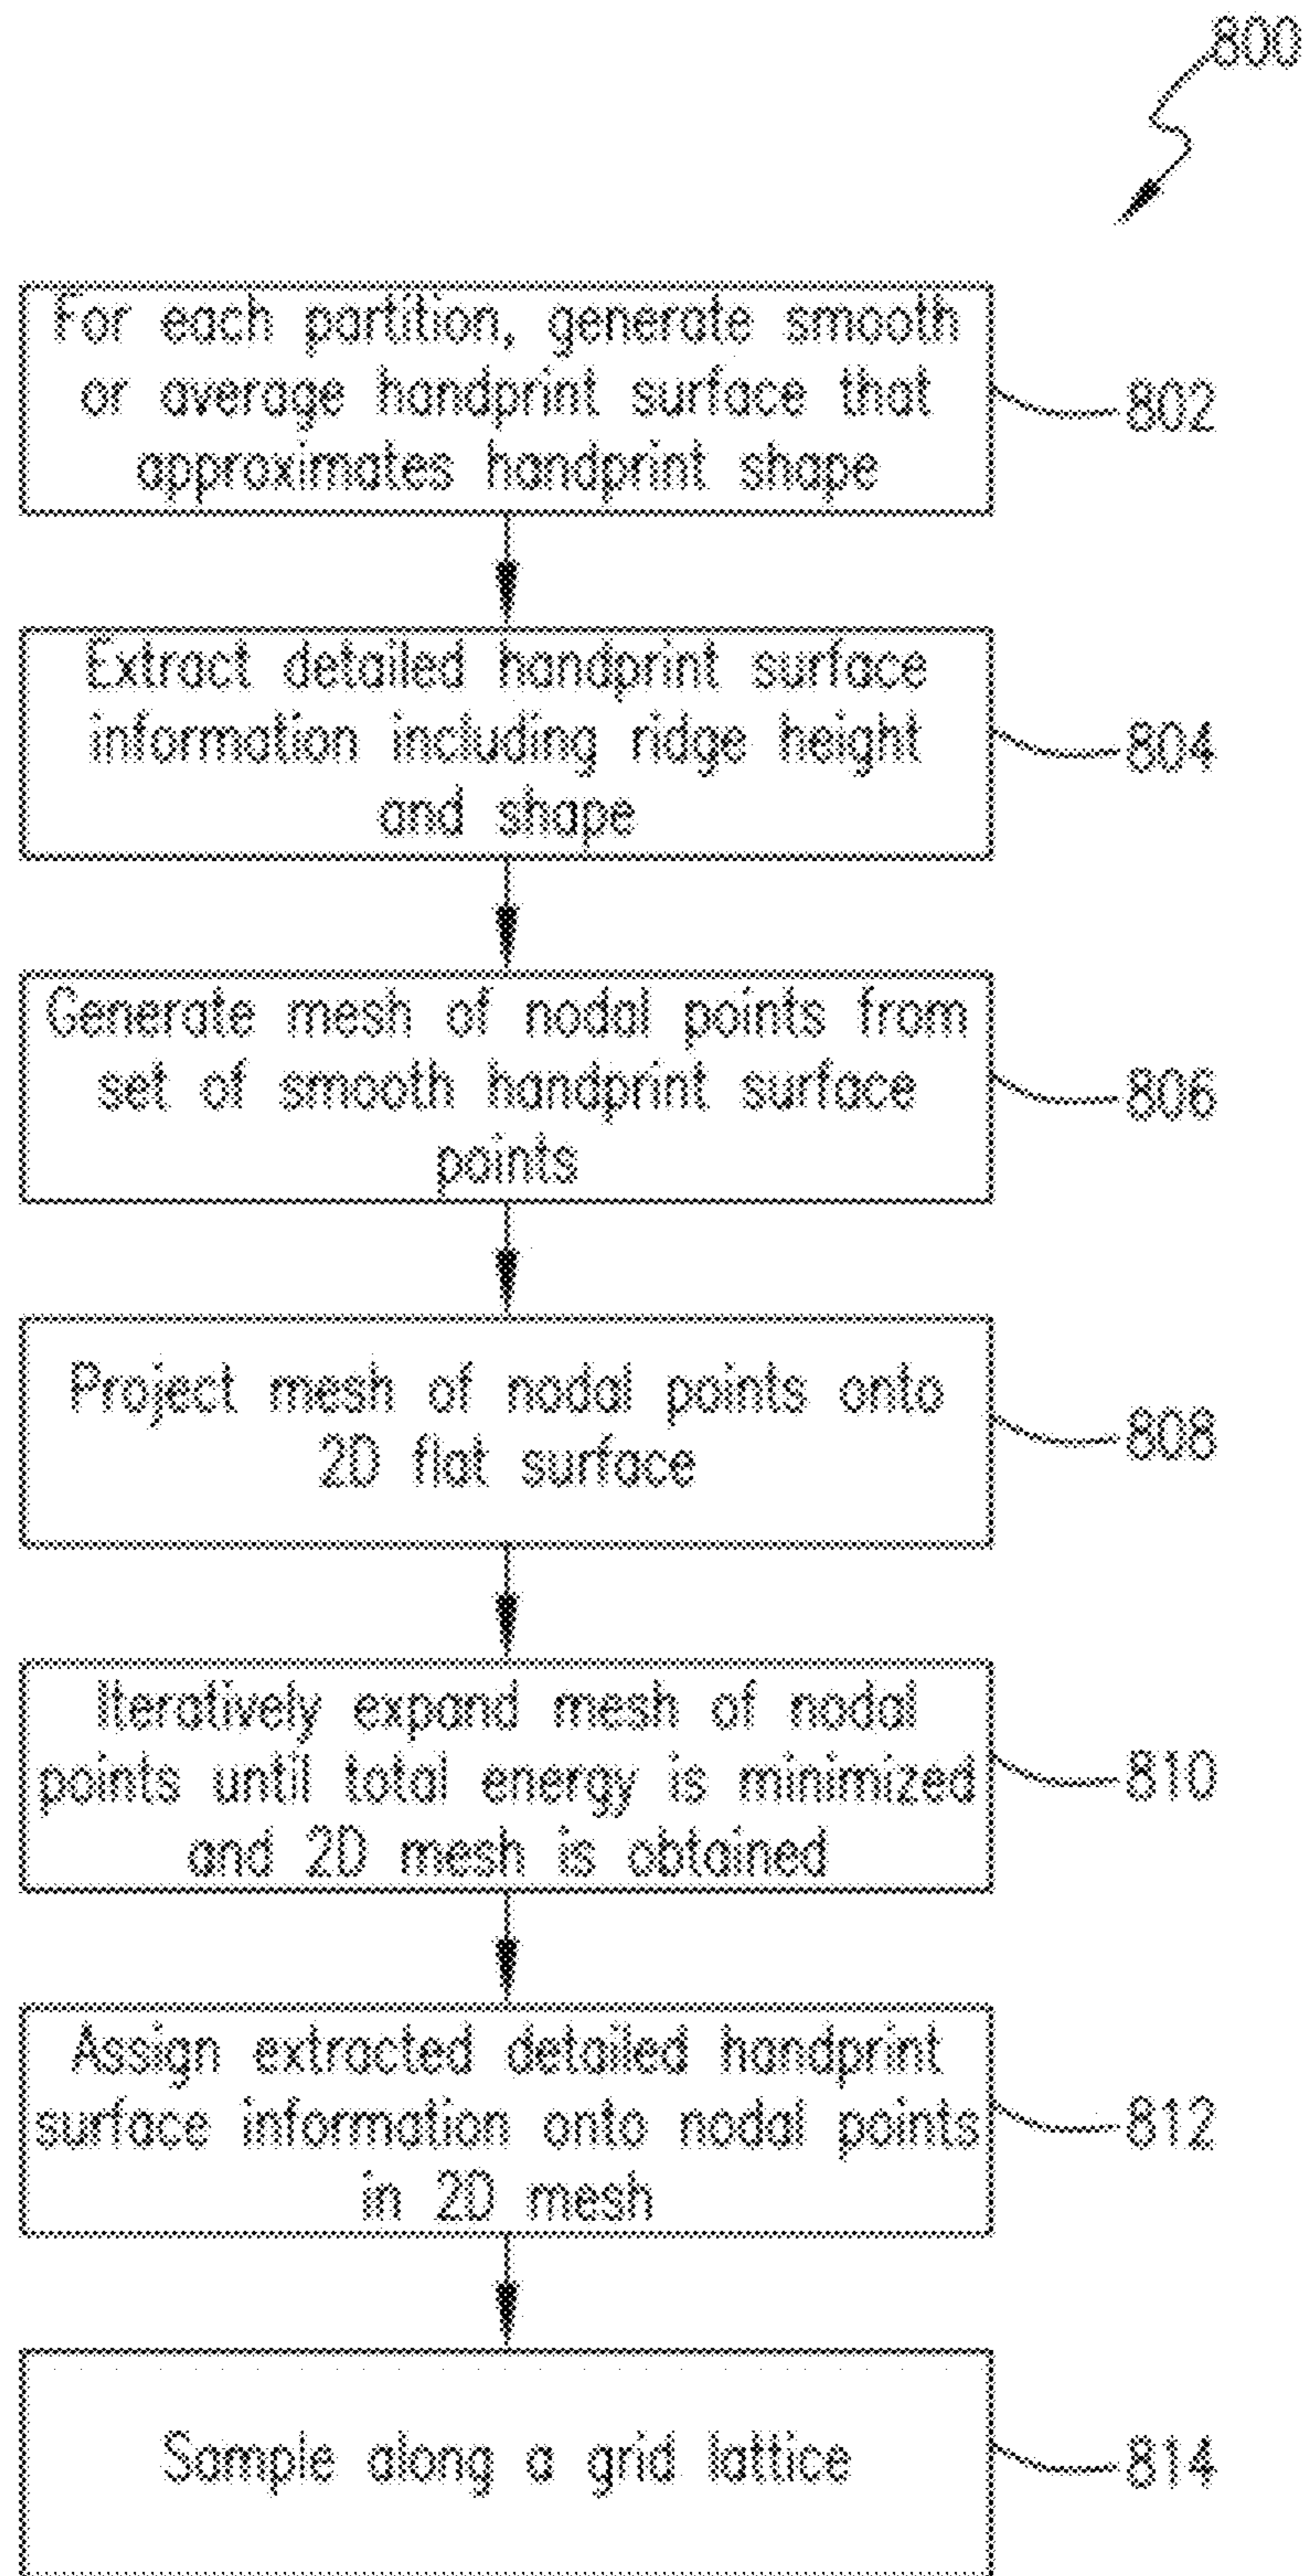 800
For each partition, generate smooth
or average handprint surface that
approximates handprint shape
802
Extract detailed handprint surface
information including ridge height
and shape
804
Generate mesh of nodal points from
set of smooth handprint surface
points
806
Project mesh of nodal points onto
2D flat surface
808
Iteratively expand mesh of nodal
points until total energy is minimized
and 2D mesh is obtained
810
Assign extracted detailed handprint
surface information onto nodal points
in 2D mesh
812
Sample along a grid lattice
814